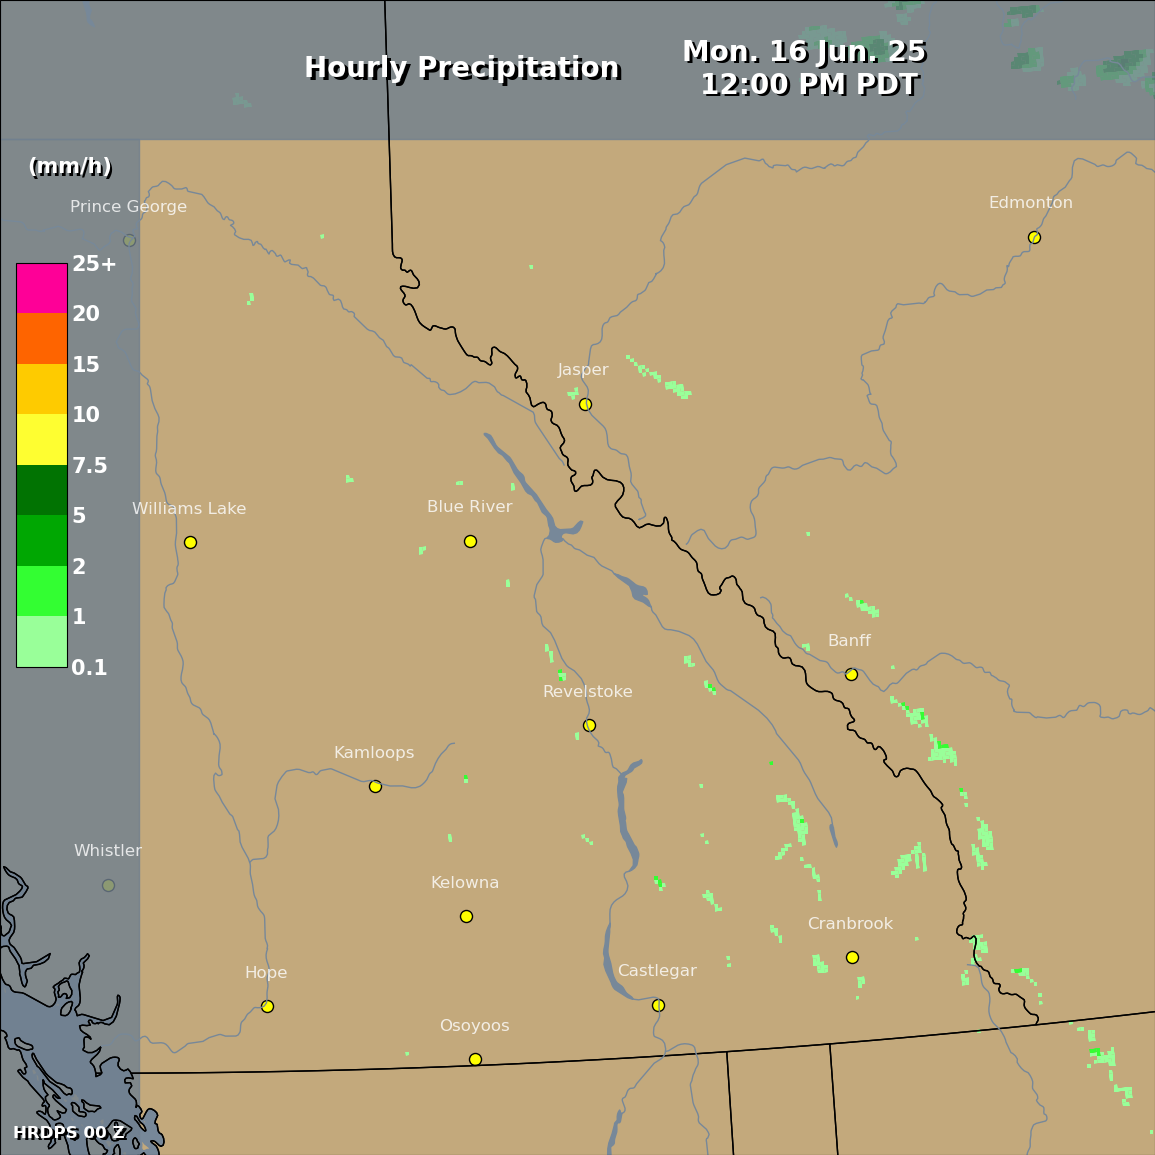 Hourly Precipitation
Mon. 16 Jun. 25
12:00 PM PDT
(mm/h)
Prince George
Edmonton
25+
20
15
10
7.5
5
2
1
0.1
Jasper
Williams Lake
Blue River
Banff
Revelstoke
Kamloops
Whistler
Kelowna
Cranbrook
Hope
Castlegar
Osoyoos
HRDPS 00 Z